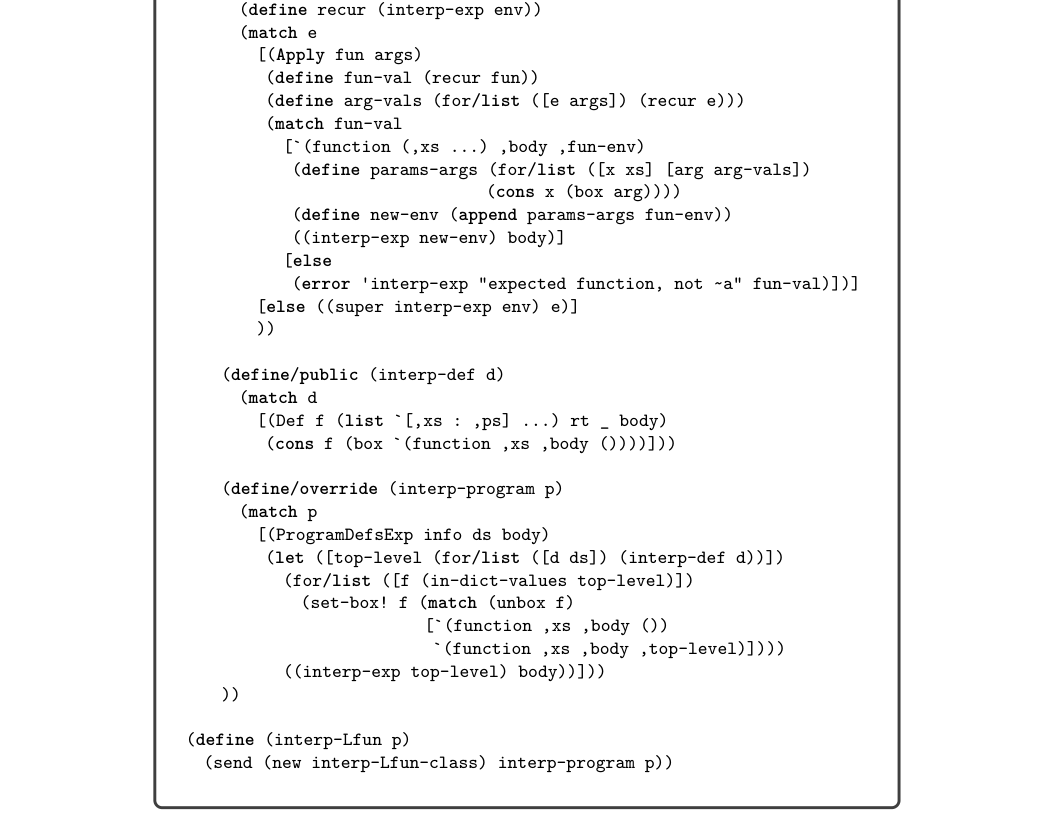 (define recur (interp-exp env))
(match e
[(Apply fun args)
(define fun-val (recur fun))
(define arg-vals (for/list ([e args]) (recur e)))
(match fun-val
[`(function (,xs ...) ,body ,fun-env)
(define params-args (for/list ([x xs] [arg arg-vals])
(cons x (box arg))))
(define new-env (append params-args fun-env))
((interp-exp new-env) body)]
[else
(error 'interp-exp "expected function, not ~a" fun-val)])]
[else ((super interp-exp env) e)]
))
(define/public (interp-def d)
(match d
[(Def f (list `[,xs : ,ps] ...) rt _ body)
(cons f (box `(function ,xs ,body ())))]))
(define/override (interp-program p)
(match p
[(ProgramDefsExp info ds body)
(let ([top-level (for/list ([d ds]) (interp-def d))])
(for/list ([f (in-dict-values top-level)])
(set-box! f (match (unbox f)
[`(function ,xs ,body ())
`(function ,xs ,body ,top-level)])))
((interp-exp top-level) body))]))
))
(define (interp-Lfun p)
(send (new interp-Lfun-class) interp-program p))